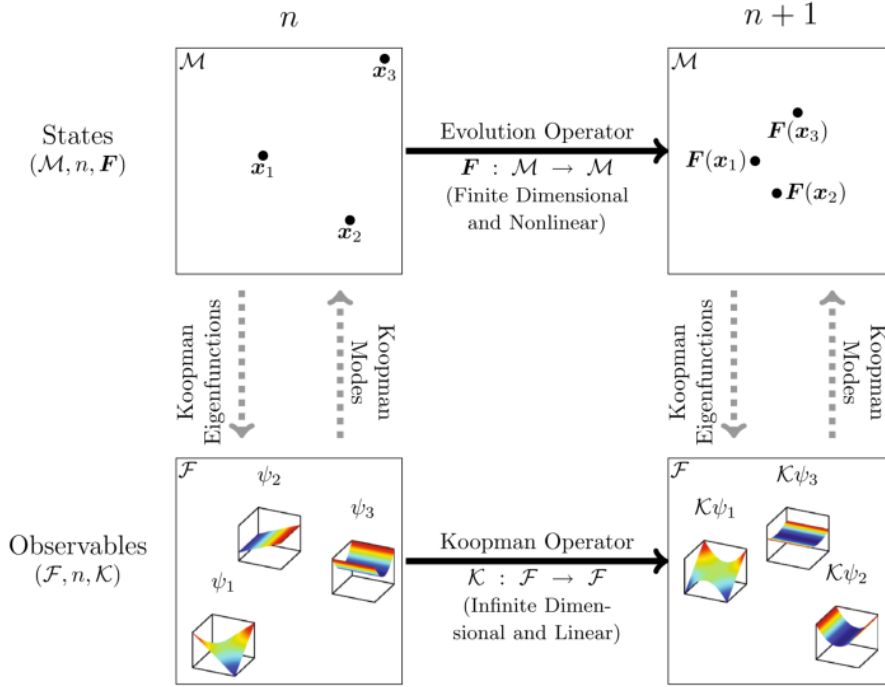 n
n + 1
ℳ
x₃
x₁
x₂
States
(ℳ, n, F)
Evolution Operator
F : ℳ → ℳ
(Finite Dimensional
and Nonlinear)
ℳ
F(x₃)
F(x₁)
F(x₂)
Koopman
Eigenfunctions
Koopman
Modes
Koopman
Eigenfunctions
Koopman
Modes
ℱ
ψ₂
ψ₃
ψ₁
Observables
(ℱ, n, 𝒦)
Koopman Operator
𝒦 : ℱ → ℱ
(Infinite Dimen-
sional and Linear)
ℱ
𝒦ψ₃
𝒦ψ₁
𝒦ψ₂